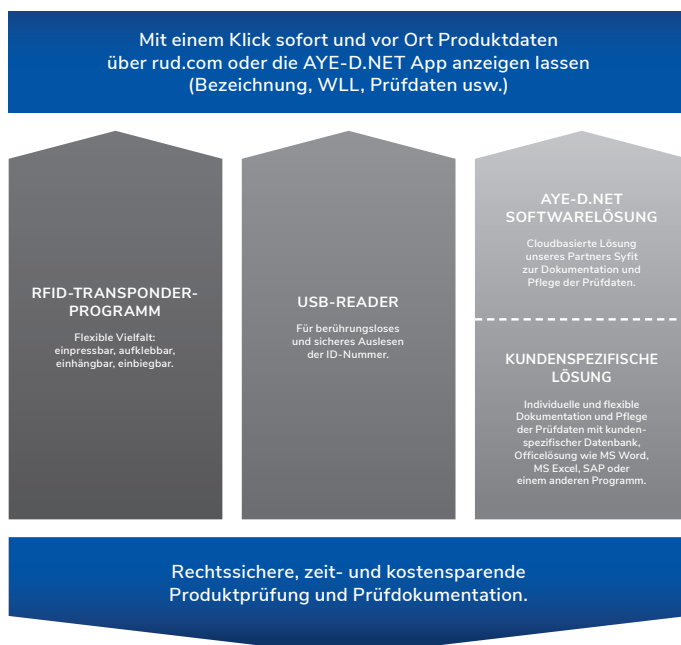 Mit einem Klick sofort und vor Ort Produktdaten
über rud.com oder die AYE-D.NET App anzeigen lassen
(Bezeichnung, WLL, Prüfdaten usw.)
RFID-TRANSPONDER-
PROGRAMM
Flexible Vielfalt:
einpressbar, aufklebbar,
einhängbar, einbiegbar.
USB-READER
Für berührungsloses
und sicheres Auslesen
der ID-Nummer.
AYE-D.NET
SOFTWARELÖSUNG
Cloudbasierte Lösung
unseres Partners Syfit
zur Dokumentation und
Pflege der Prüfdaten.
KUNDENSPEZIFISCHE
LÖSUNG
Individuelle und flexible
Dokumentation und Pflege
der Prüfdaten mit kunden-
spezifischer Datenbank,
Officelösung wie MS Word,
MS Excel, SAP oder
einem anderen Programm.
Rechtssichere, zeit- und kostensparende
Produktprüfung und Prüfdokumentation.